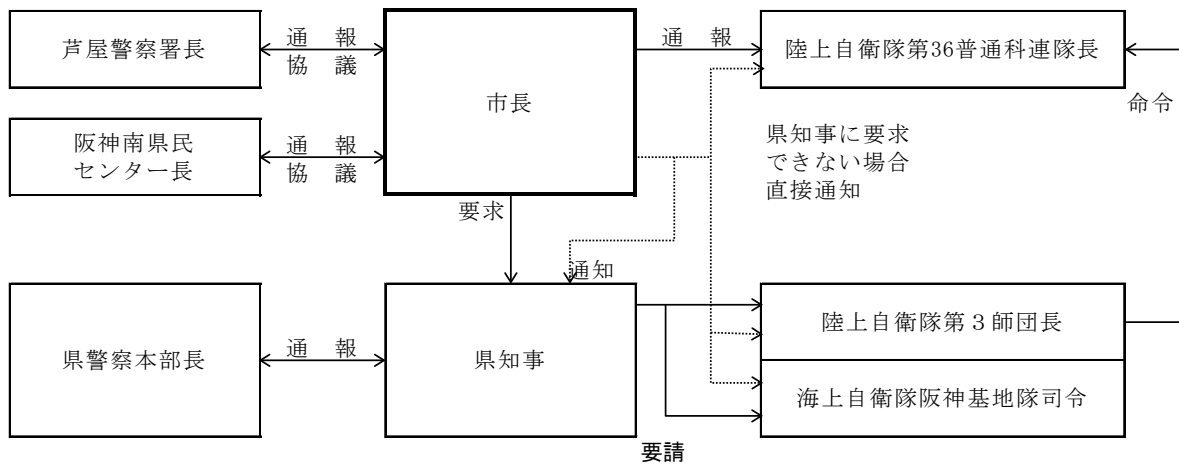 芦屋警察署長
通　報
協　議
市長
通　報
陸上自衛隊第36普通科連隊長
命令
阪神南県民
センター長
通　報
協　議
県知事に要求
できない場合
直接通知
要求
通知
県警察本部長
通　報
県知事
陸上自衛隊第３師団長
海上自衛隊阪神基地隊司令
要請